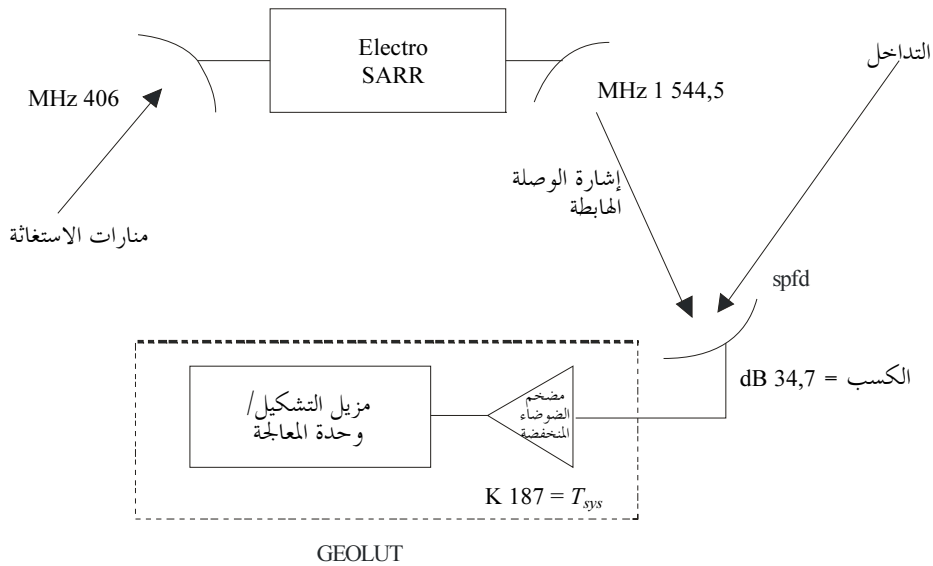 Electro
SARR
التداخل
MHz 406
MHz 1 544,5
إشارة الوصلة
الهابطة
منارات الاستغاثة
spfd
الكسب = dB 34,7
مزيل التشكيل/
وحدة المعالجة
مضخم
الضوضاء
المنخفضة
K 187 = Tsys
GEOLUT